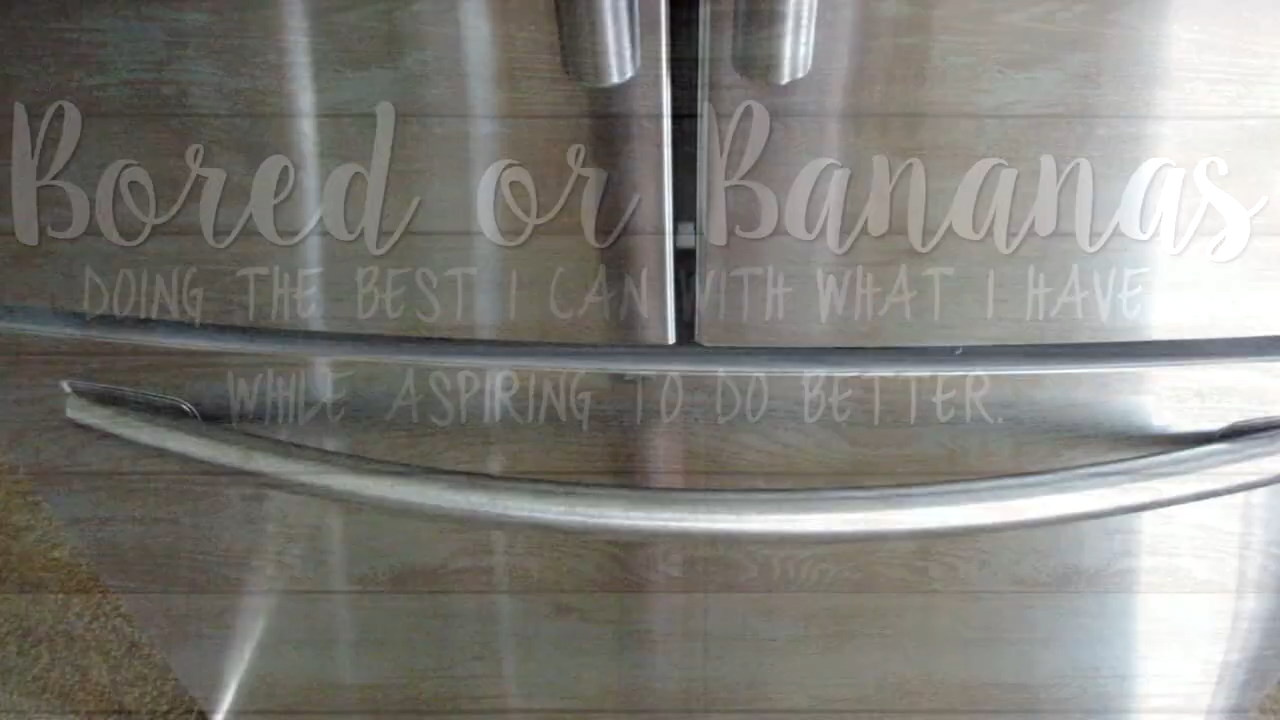 Bored or Bananas
DOING THE BEST I CAN WITH WHAT I HAVE
WHILE ASPIRING TO DO BETTER.